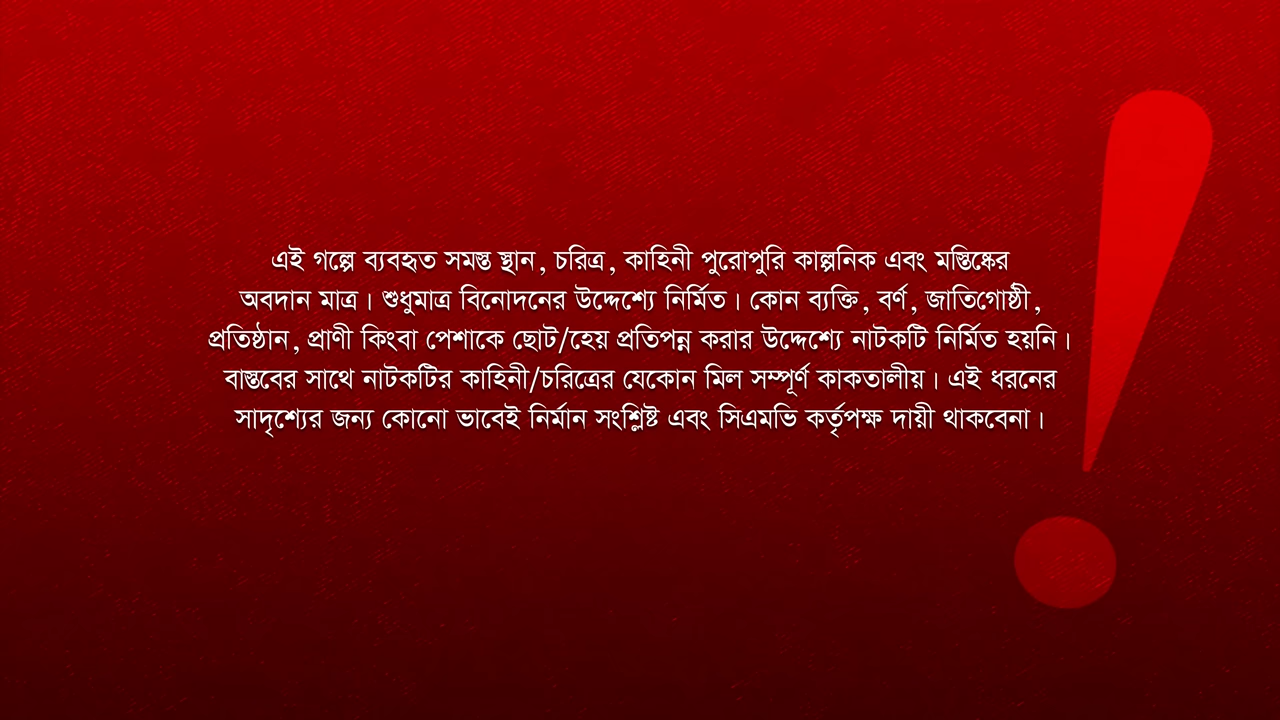 এই গল্পে ব্যবহৃত সমস্ত স্থান, চরিত্র, কাহিনী পুরোপুরি কাল্পনিক এবং মস্তিষ্কের
অবদান মাত্র। শুধুমাত্র বিনোদনের উদ্দেশ্যে নির্মিত। কোন ব্যক্তি, বর্ণ, জাতিগোষ্ঠী,
প্রতিষ্ঠান, প্রাণী কিংবা পেশাকে ছোট/হেয় প্রতিপন্ন করার উদ্দেশ্যে নাটকটি নির্মিত হয়নি।
বাস্তবের সাথে নাটকটির কাহিনী/চরিত্রের যেকোন মিল সম্পূর্ণ কাকতালীয়। এই ধরনের
সাদৃশ্যের জন্য কোনো ভাবেই নির্মান সংশ্লিষ্ট এবং সিএমভি কর্তৃপক্ষ দায়ী থাকবেনা।